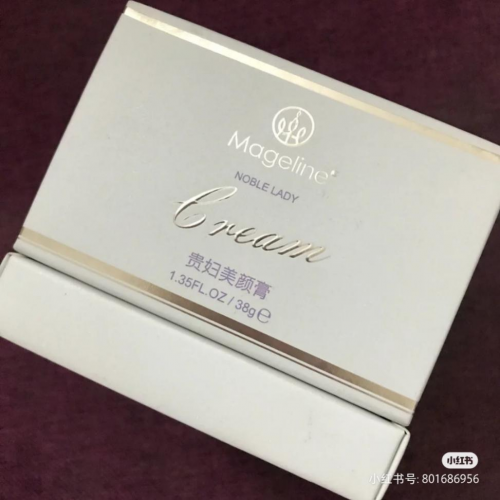 Mageline
NOBLE LADY
Cream
贵妇美颜膏
1.35FL.OZ / 38g℮
小红书
小红书号: 801686956